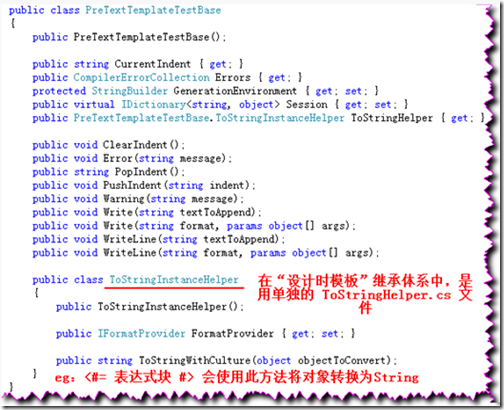 public class PreTextTemplateTestBase
{
public PreTextTemplateTestBase();
public string CurrentIndent { get; }
public CompilerErrorCollection Errors { get; }
protected StringBuilder GenerationEnvironment { get; set; }
public virtual IDictionary<string, object> Session { get; set; }
public PreTextTemplateTestBase.ToStringInstanceHelper ToStringHelper { get; }
public void ClearIndent();
public void Error(string message);
public string PopIndent();
public void PushIndent(string indent);
public void Warning(string message);
public void Write(string textToAppend);
public void Write(string format, params object[] args);
public void WriteLine(string textToAppend);
public void WriteLine(string format, params object[] args);
public class ToStringInstanceHelper
{
public ToStringInstanceHelper();
public IFormatProvider FormatProvider { get; set; }
public string ToStringWithCulture(object objectToConvert);
}
}
在“设计时模板”继承体系中，是
用单独的 ToStringHelper.cs 文
件
eg：<#= 表达式块 #> 会使用此方法将对象转换为String